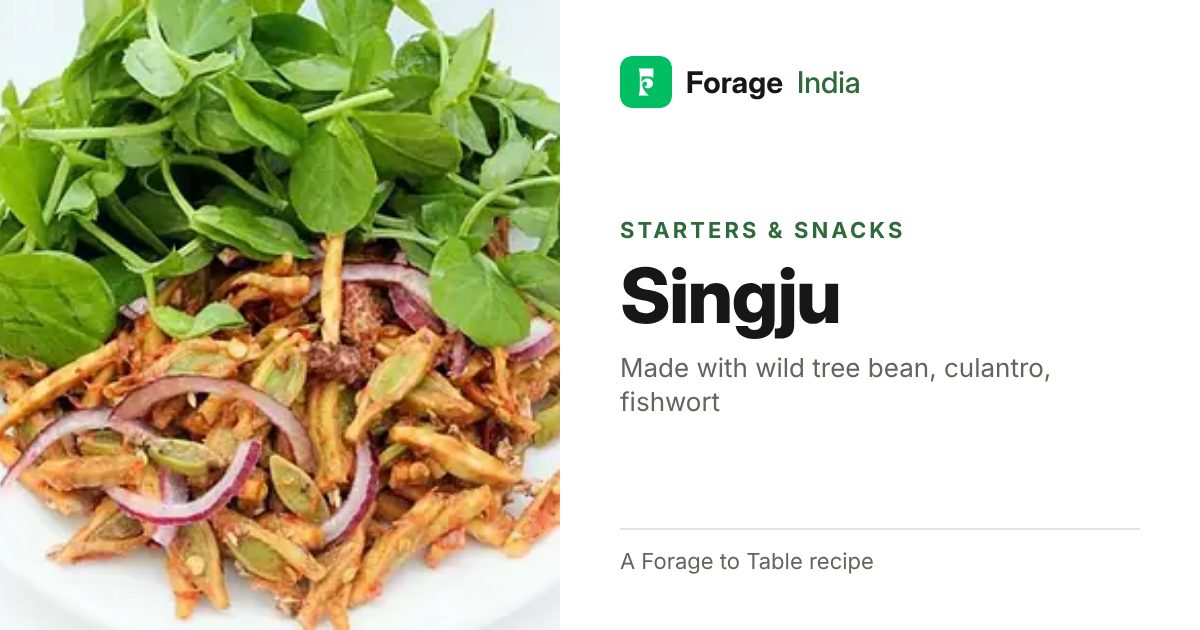 Forage India
STARTERS & SNACKS
Singju
Made with wild tree bean, culantro,
fishwort
A Forage to Table recipe